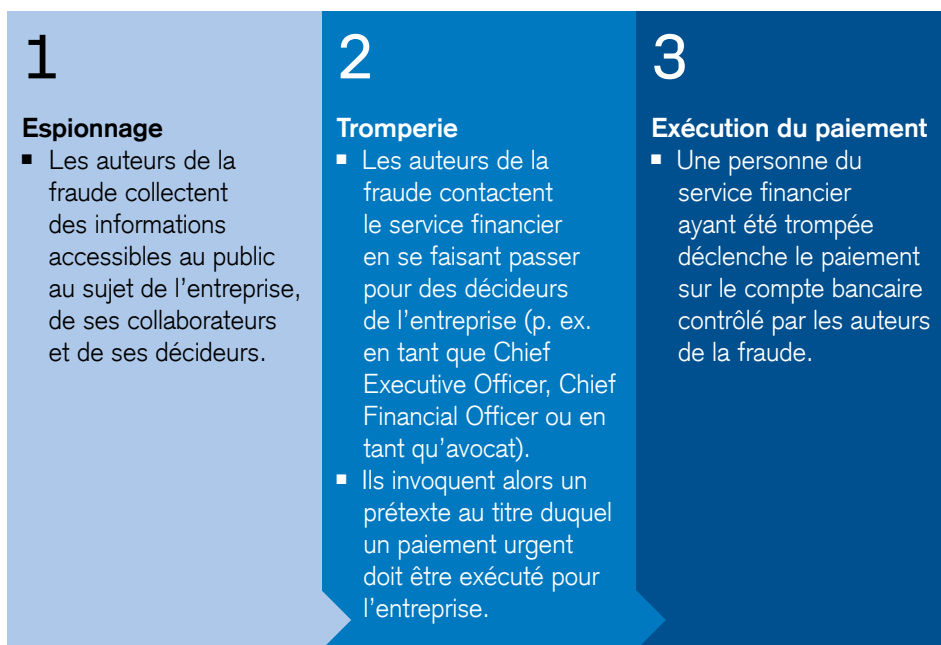 1
Espionnage
▪ Les auteurs de la
fraude collectent
des informations
accessibles au public
au sujet de l’entreprise,
de ses collaborateurs
et de ses décideurs.
2
Tromperie
▪ Les auteurs de la
fraude contactent
le service financier
en se faisant passer
pour des décideurs
de l’entreprise (p. ex.
en tant que Chief
Executive Officer, Chief
Financial Officer ou en
tant qu’avocat).
▪ Ils invoquent alors un
prétexte au titre duquel
un paiement urgent
doit être exécuté pour
l’entreprise.
3
Exécution du paiement
▪ Une personne du
service financier
ayant été trompée
déclenche le paiement
sur le compte bancaire
contrôlé par les auteurs
de la fraude.